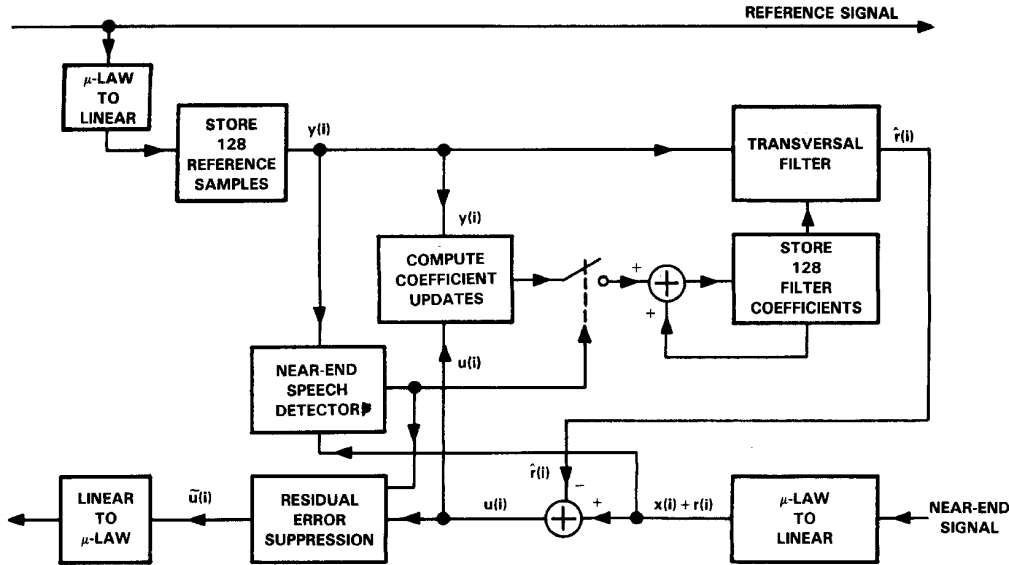 REFERENCE SIGNAL
μ-LAW
TO
LINEAR
STORE
128
REFERENCE
SAMPLES
y(i)
TRANSVERSAL
FILTER
r̂(i)
y(i)
COMPUTE
COEFFICIENT
UPDATES
+
+
STORE
128
FILTER
COEFFICIENTS
NEAR-END
SPEECH
DETECTOR
u(i)
r̂(i)
−
LINEAR
TO
μ-LAW
ũ(i)
RESIDUAL
ERROR
SUPPRESSION
u(i)
+
x(i) + r(i)
μ-LAW
TO
LINEAR
NEAR-END
SIGNAL